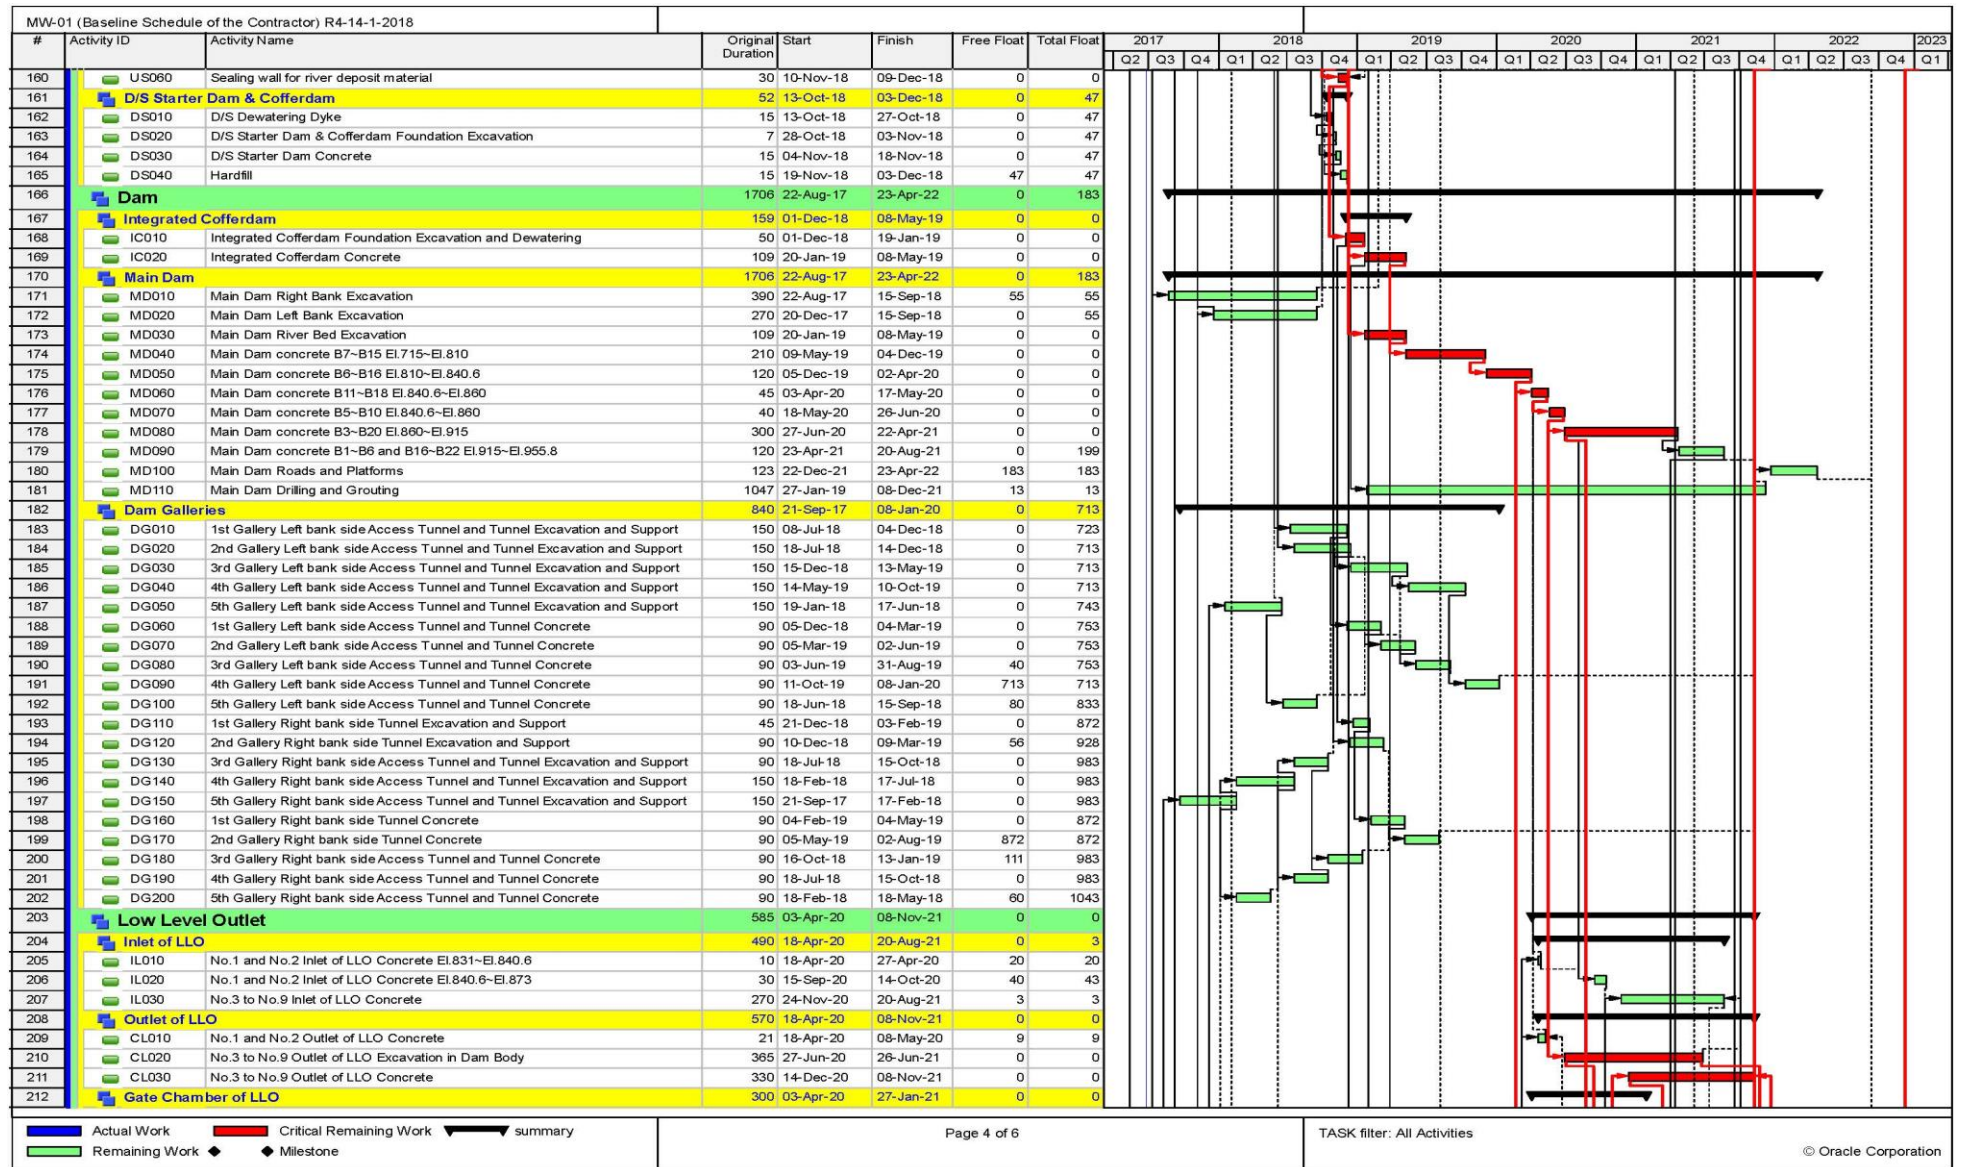 MW-01 (Baseline Schedule of the Contractor) R4-14-1-2018
# Activity ID Activity Name Original Duration Start Finish Free Float Total Float 2017 2018 2019 2020 2021 2022 2023
Q2 Q3 Q4 Q1 Q2 Q3 Q4 Q1 Q2 Q3 Q4 Q1 Q2 Q3 Q4 Q1 Q2 Q3 Q4 Q1 Q2 Q3 Q4 Q1
160 US060 Sealing wall for river deposit material 30 10-Nov-18 09-Dec-18 0 0
161 D/S Starter Dam & Cofferdam 52 13-Oct-18 03-Dec-18 0 47
162 DS010 D/S Dewatering Dyke 15 13-Oct-18 27-Oct-18 0 47
163 DS020 D/S Starter Dam & Cofferdam Foundation Excavation 7 28-Oct-18 03-Nov-18 0 47
164 DS030 D/S Starter Dam Concrete 15 04-Nov-18 18-Nov-18 0 47
165 DS040 Hardfill 15 19-Nov-18 03-Dec-18 47 47
166 Dam 1706 22-Aug-17 23-Apr-22 0 183
167 Integrated Cofferdam 159 01-Dec-18 08-May-19 0 0
168 IC010 Integrated Cofferdam Foundation Excavation and Dewatering 50 01-Dec-18 19-Jan-19 0 0
169 IC020 Integrated Cofferdam Concrete 109 20-Jan-19 08-May-19 0 0
170 Main Dam 1706 22-Aug-17 23-Apr-22 0 183
171 MD010 Main Dam Right Bank Excavation 390 22-Aug-17 15-Sep-18 55 55
172 MD020 Main Dam Left Bank Excavation 270 20-Dec-17 15-Sep-18 0 55
173 MD030 Main Dam River Bed Excavation 109 20-Jan-19 08-May-19 0 0
174 MD040 Main Dam concrete B7~B15 El.715~El.810 210 09-May-19 04-Dec-19 0 0
175 MD050 Main Dam concrete B6~B16 El.810~El.840.6 120 05-Dec-19 02-Apr-20 0 0
176 MD060 Main Dam concrete B11~B18 El.840.6~El.860 45 03-Apr-20 17-May-20 0 0
177 MD070 Main Dam concrete B5~B10 El.840.6~El.860 40 18-May-20 26-Jun-20 0 0
178 MD080 Main Dam concrete B3~B20 El.860~El.915 300 27-Jun-20 22-Apr-21 0 0
179 MD090 Main Dam concrete B1~B6 and B16~B22 El.915~El.955.8 120 23-Apr-21 20-Aug-21 0 199
180 MD100 Main Dam Roads and Platforms 123 22-Dec-21 23-Apr-22 183 183
181 MD110 Main Dam Drilling and Grouting 1047 27-Jan-19 08-Dec-21 13 13
182 Dam Galleries 840 21-Sep-17 08-Jan-20 0 713
183 DG010 1st Gallery Left bank side Access Tunnel and Tunnel Excavation and Support 150 08-Jul-18 04-Dec-18 0 723
184 DG020 2nd Gallery Left bank side Access Tunnel and Tunnel Excavation and Support 150 18-Jul-18 14-Dec-18 0 713
185 DG030 3rd Gallery Left bank side Access Tunnel and Tunnel Excavation and Support 150 15-Dec-18 13-May-19 0 713
186 DG040 4th Gallery Left bank side Access Tunnel and Tunnel Excavation and Support 150 14-May-19 10-Oct-19 0 713
187 DG050 5th Gallery Left bank side Access Tunnel and Tunnel Excavation and Support 150 19-Jan-18 17-Jun-18 0 743
188 DG060 1st Gallery Left bank side Access Tunnel and Tunnel Concrete 90 05-Dec-18 04-Mar-19 0 753
189 DG070 2nd Gallery Left bank side Access Tunnel and Tunnel Concrete 90 05-Mar-19 02-Jun-19 0 753
190 DG080 3rd Gallery Left bank side Access Tunnel and Tunnel Concrete 90 03-Jun-19 31-Aug-19 40 753
191 DG090 4th Gallery Left bank side Access Tunnel and Tunnel Concrete 90 11-Oct-19 08-Jan-20 713 713
192 DG100 5th Gallery Left bank side Access Tunnel and Tunnel Concrete 90 18-Jun-18 15-Sep-18 80 833
193 DG110 1st Gallery Right bank side Tunnel Excavation and Support 45 21-Dec-18 03-Feb-19 0 872
194 DG120 2nd Gallery Right bank side Tunnel Excavation and Support 90 10-Dec-18 09-Mar-19 56 928
195 DG130 3rd Gallery Right bank side Access Tunnel and Tunnel Excavation and Support 90 18-Jul-18 15-Oct-18 0 983
196 DG140 4th Gallery Right bank side Access Tunnel and Tunnel Excavation and Support 150 18-Feb-18 17-Jul-18 0 983
197 DG150 5th Gallery Right bank side Access Tunnel and Tunnel Excavation and Support 150 21-Sep-17 17-Feb-18 0 983
198 DG160 1st Gallery Right bank side Tunnel Concrete 90 04-Feb-19 04-May-19 0 872
199 DG170 2nd Gallery Right bank side Tunnel Concrete 90 05-May-19 02-Aug-19 872 872
200 DG180 3rd Gallery Right bank side Access Tunnel and Tunnel Concrete 90 16-Oct-18 13-Jan-19 111 983
201 DG190 4th Gallery Right bank side Access Tunnel and Tunnel Concrete 90 18-Jul-18 15-Oct-18 0 983
202 DG200 5th Gallery Right bank side Access Tunnel and Tunnel Concrete 90 18-Feb-18 18-May-18 60 1043
203 Low Level Outlet 585 03-Apr-20 08-Nov-21 0 0
204 Inlet of LLO 490 18-Apr-20 20-Aug-21 0 3
205 IL010 No.1 and No.2 Inlet of LLO Concrete El.831~El.840.6 10 18-Apr-20 27-Apr-20 20 20
206 IL020 No.1 and No.2 Inlet of LLO Concrete El.840.6~El.873 30 15-Sep-20 14-Oct-20 40 43
207 IL030 No.3 to No.9 Inlet of LLO Concrete 270 24-Nov-20 20-Aug-21 3 3
208 Outlet of LLO 570 18-Apr-20 08-Nov-21 0 0
209 CL010 No.1 and No.2 Outlet of LLO Concrete 21 18-Apr-20 08-May-20 9 9
210 CL020 No.3 to No.9 Outlet of LLO Excavation in Dam Body 365 27-Jun-20 26-Jun-21 0 0
211 CL030 No.3 to No.9 Outlet of LLO Concrete 330 14-Dec-20 08-Nov-21 0 0
212 Gate Chamber of LLO 300 03-Apr-20 27-Jan-21 0 0
Actual Work Critical Remaining Work summary Page 4 of 6 TASK filter: All Activities
Remaining Work Milestone © Oracle Corporation